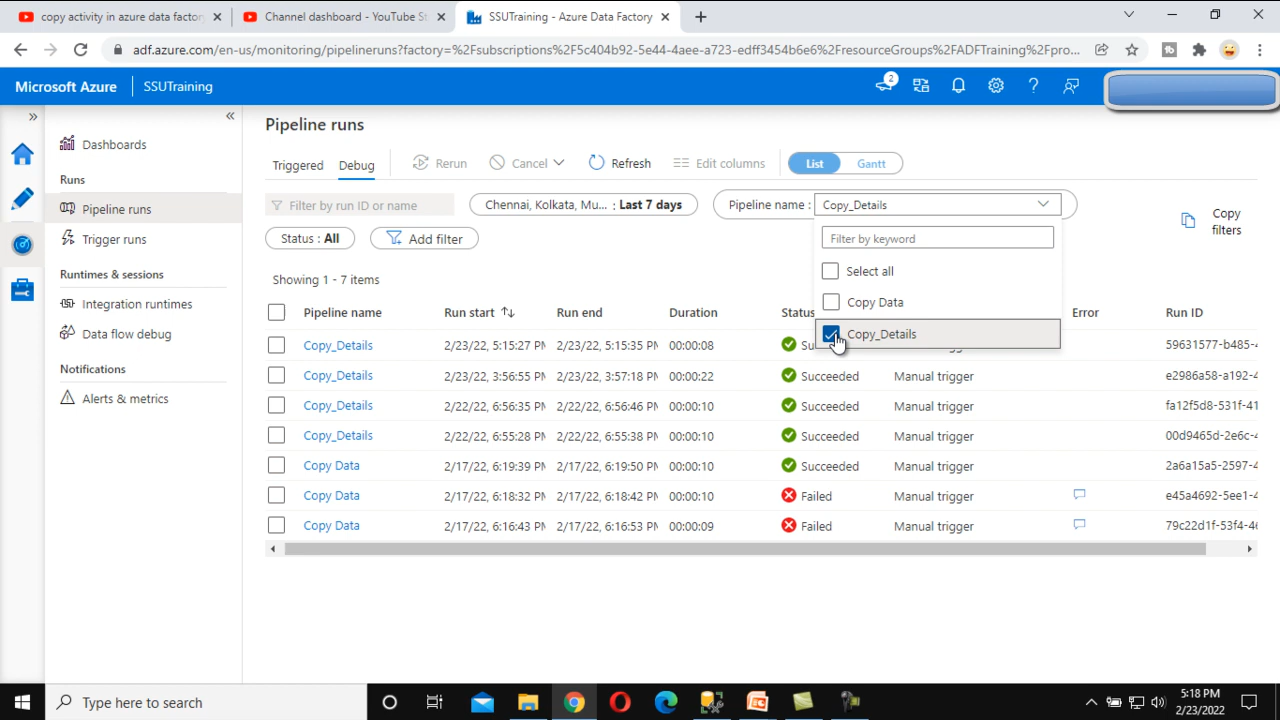 copy activity in azure data factor
Channel dashboard - YouTube St
SSUTraining - Azure Data Factory
adf.azure.com/en-us/monitoring/pipelineruns?factory=%2Fsubscriptions%2F5c404b92-5e44-4aee-a723-edff3454b6e6%2FresourceGroups%2FADFTraining%2Fpro...
Microsoft Azure
SSUTraining
2
Dashboards
Runs
Pipeline runs
Trigger runs
Runtimes & sessions
Integration runtimes
Data flow debug
Notifications
Alerts & metrics
Pipeline runs
Triggered
Debug
Rerun
Cancel
Refresh
Edit columns
List
Gantt
Filter by run ID or name
Chennai, Kolkata, Mu... : Last 7 days
Pipeline name : Copy_Details
Status : All
Add filter
Copy filters
Filter by keyword
Select all
Copy Data
Copy_Details
Showing 1 - 7 items
Pipeline name Run start Run end Duration Status Error Run ID
Copy_Details 2/23/22, 5:15:27 PM 2/23/22, 5:15:35 PM 00:00:08 Su 59631577-b485-4
Copy_Details 2/23/22, 3:56:55 PM 2/23/22, 3:57:18 PM 00:00:22 Succeeded Manual trigger e2986a58-a192-4
Copy_Details 2/22/22, 6:56:35 PM 2/22/22, 6:56:46 PM 00:00:10 Succeeded Manual trigger fa12f5d8-531f-41
Copy_Details 2/22/22, 6:55:28 PM 2/22/22, 6:55:38 PM 00:00:10 Succeeded Manual trigger 00d9465d-2e6c-4
Copy Data 2/17/22, 6:19:39 PM 2/17/22, 6:19:50 PM 00:00:10 Succeeded Manual trigger 2a6a15a5-2597-4
Copy Data 2/17/22, 6:18:32 PM 2/17/22, 6:18:42 PM 00:00:10 Failed Manual trigger e45a4692-5ee1-4
Copy Data 2/17/22, 6:16:43 PM 2/17/22, 6:16:53 PM 00:00:09 Failed Manual trigger 79c22d1f-53f4-46
Type here to search
5:18 PM
2/23/2022